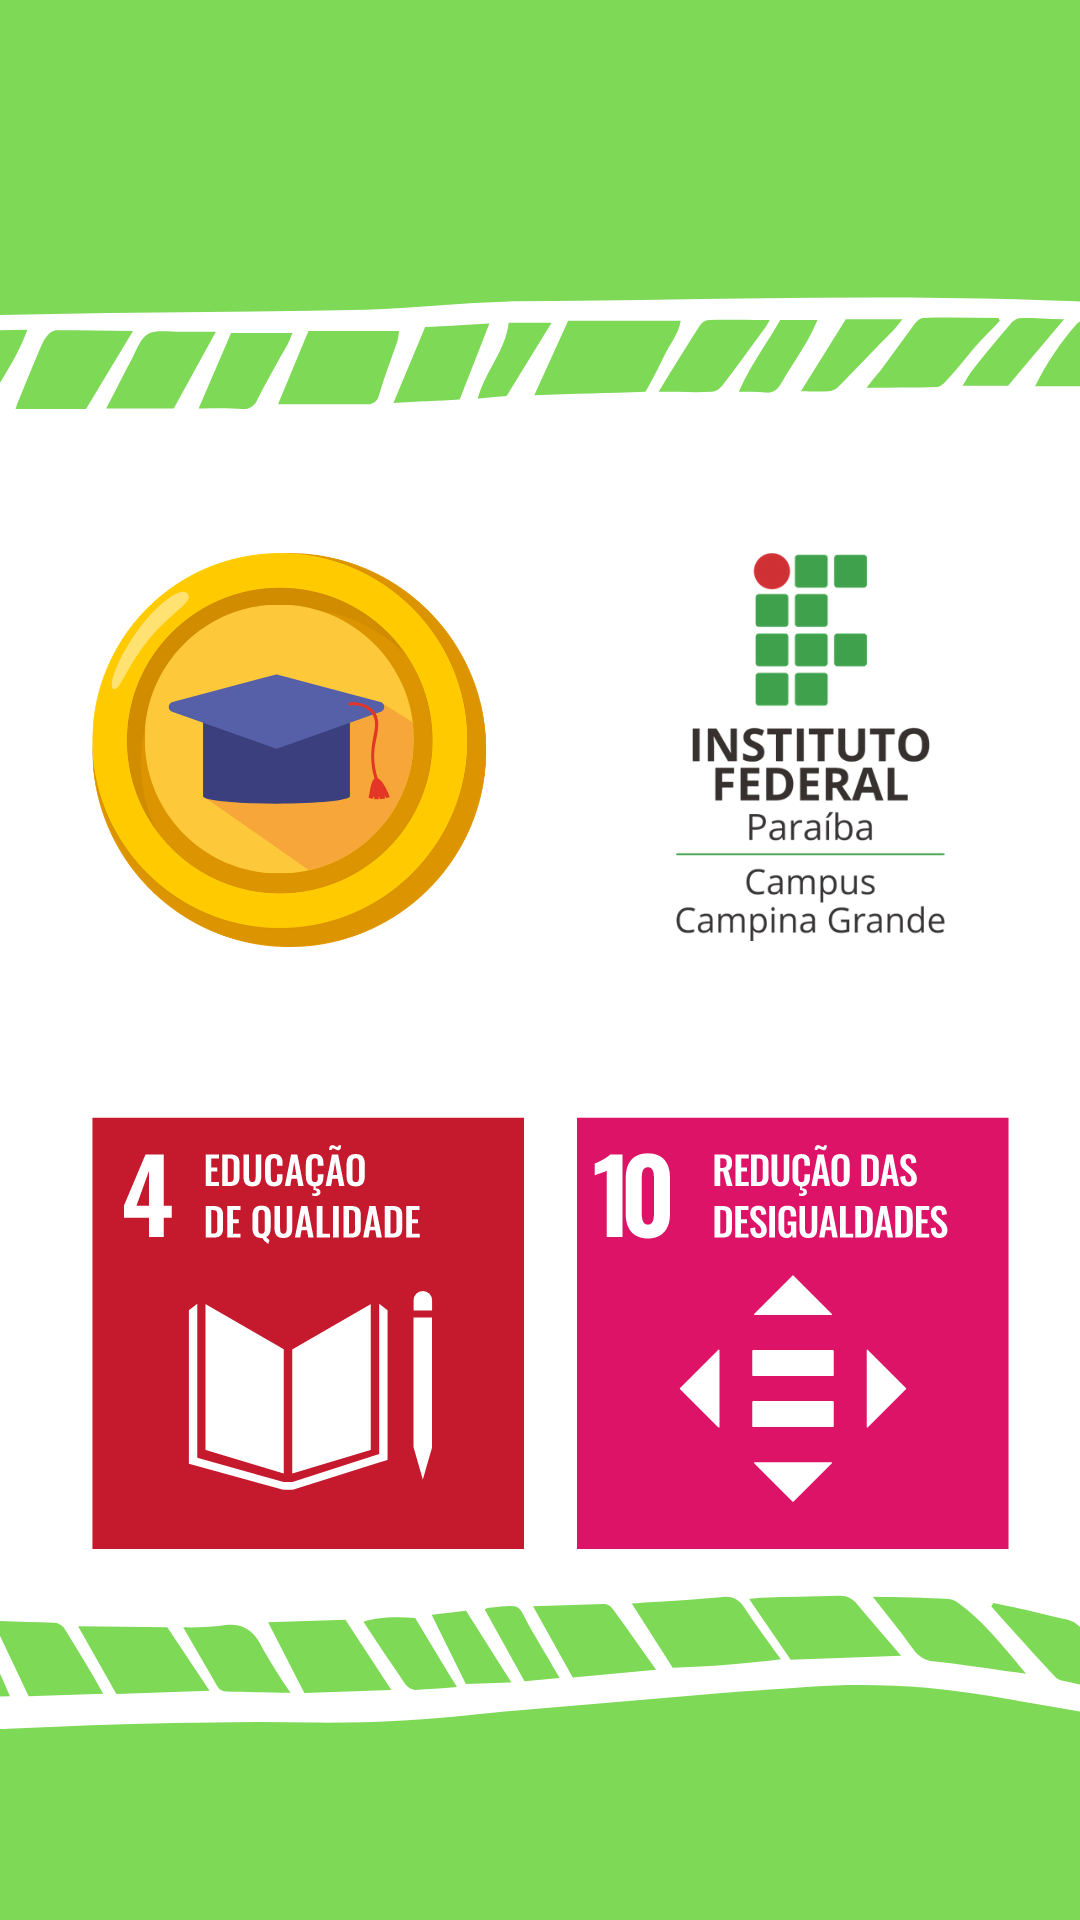 INSTITUTO
FEDERAL
Paraíba
Campus
Campina Grande
4 EDUCAÇÃO
DE QUALIDADE
10 REDUÇÃO DAS
DESIGUALDADES